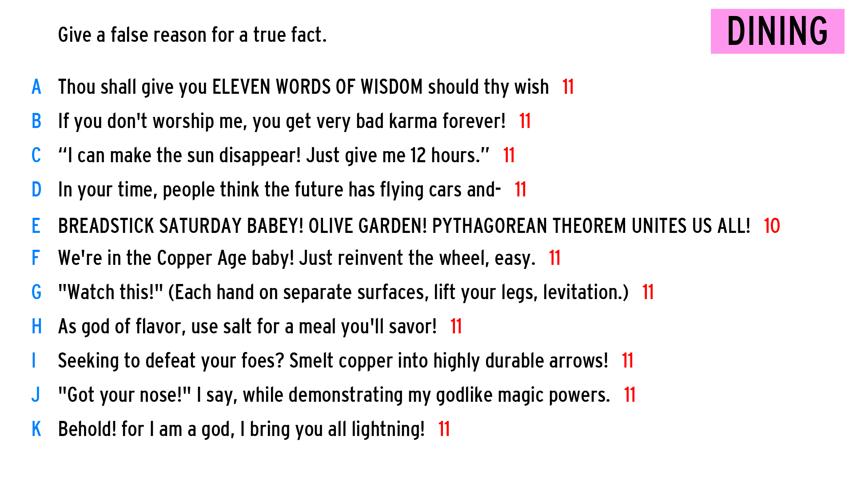 Give a false reason for a true fact.
DINING
A Thou shall give you ELEVEN WORDS OF WISDOM should thy wish 11
B If you don't worship me, you get very bad karma forever! 11
C “I can make the sun disappear! Just give me 12 hours.” 11
D In your time, people think the future has flying cars and- 11
E BREADSTICK SATURDAY BABEY! OLIVE GARDEN! PYTHAGOREAN THEOREM UNITES US ALL! 10
F We're in the Copper Age baby! Just reinvent the wheel, easy. 11
G "Watch this!" (Each hand on separate surfaces, lift your legs, levitation.) 11
H As god of flavor, use salt for a meal you'll savor! 11
I Seeking to defeat your foes? Smelt copper into highly durable arrows! 11
J "Got your nose!" I say, while demonstrating my godlike magic powers. 11
K Behold! for I am a god, I bring you all lightning! 11